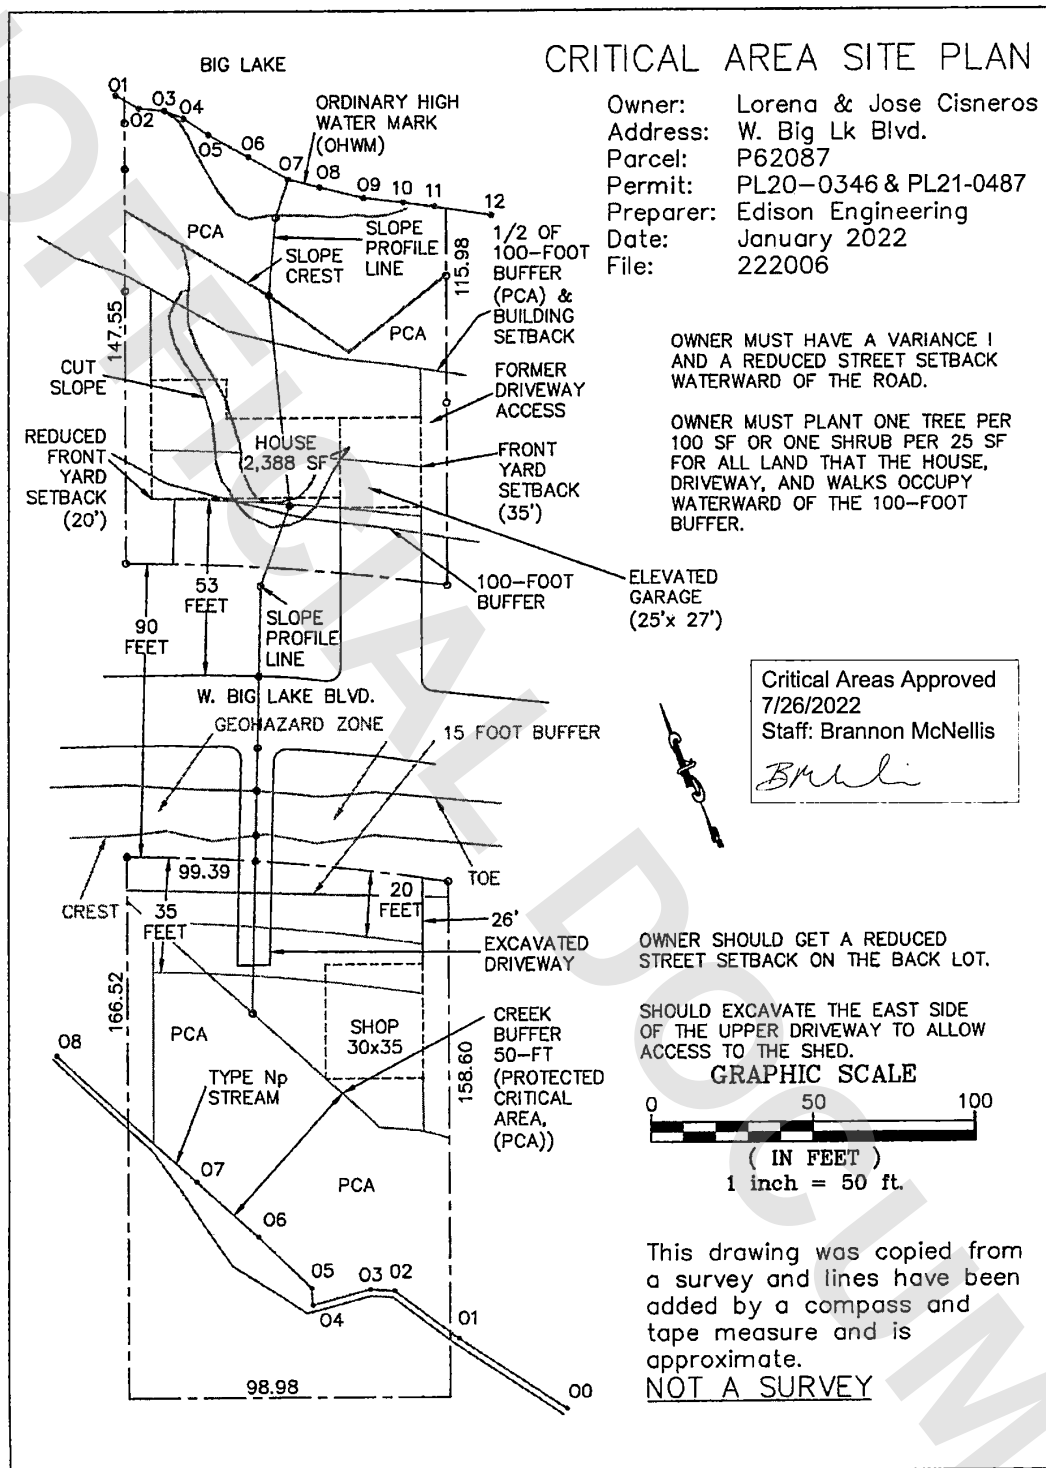 CRITICAL AREA SITE PLAN
Owner: Lorena & Jose Cisneros
Address: W. Big Lk Blvd.
Parcel: P62087
Permit: PL20-0346 & PL21-0487
Preparer: Edison Engineering
Date: January 2022
File: 222006
BIG LAKE
01
02
03
04
05
06
07
08
09
10
11
12
ORDINARY HIGH
WATER MARK
(OHWM)
PCA
SLOPE
PROFILE
LINE
SLOPE
CREST
115.98
1/2 OF
100-FOOT
BUFFER
(PCA) &
BUILDING
SETBACK
PCA
147.55
CUT
SLOPE
FORMER
DRIVEWAY
ACCESS
REDUCED
FRONT
YARD
SETBACK
(20')
HOUSE
2,388 SF
FRONT
YARD
SETBACK
(35')
OWNER MUST HAVE A VARIANCE I
AND A REDUCED STREET SETBACK
WATERWARD OF THE ROAD.
OWNER MUST PLANT ONE TREE PER
100 SF OR ONE SHRUB PER 25 SF
FOR ALL LAND THAT THE HOUSE,
DRIVEWAY, AND WALKS OCCUPY
WATERWARD OF THE 100-FOOT
BUFFER.
53
FEET
90
FEET
100-FOOT
BUFFER
ELEVATED
GARAGE
(25'x 27')
SLOPE
PROFILE
LINE
W. BIG LAKE BLVD.
GEOHAZARD ZONE
15 FOOT BUFFER
Critical Areas Approved
7/26/2022
Staff: Brannon McNellis
99.39
TOE
CREST
35
FEET
20
FEET
26'
EXCAVATED
DRIVEWAY
OWNER SHOULD GET A REDUCED
STREET SETBACK ON THE BACK LOT.
SHOULD EXCAVATE THE EAST SIDE
OF THE UPPER DRIVEWAY TO ALLOW
ACCESS TO THE SHED.
166.52
PCA
SHOP
30x35
158.60
CREEK
BUFFER
50-FT
(PROTECTED
CRITICAL
AREA,
(PCA))
08
TYPE Np
STREAM
07
06
PCA
05
04
03
02
01
00
98.98
GRAPHIC SCALE
0 50 100
( IN FEET )
1 inch = 50 ft.
This drawing was copied from
a survey and lines have been
added by a compass and
tape measure and is
approximate.
NOT A SURVEY